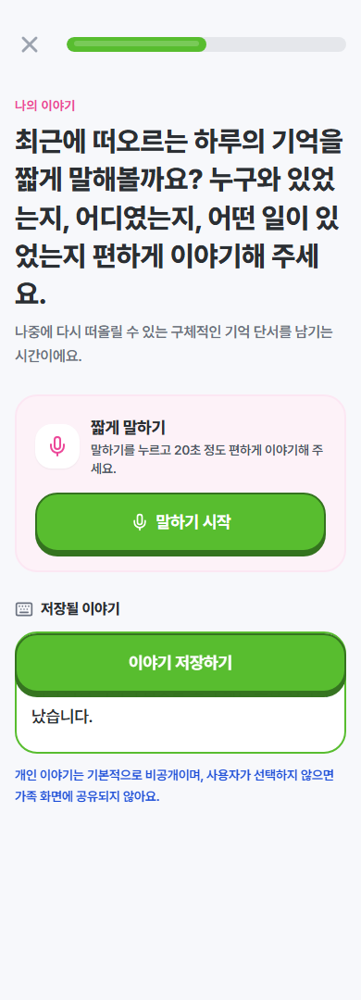 나의 이야기
최근에 떠오르는 하루의 기억을
짧게 말해볼까요? 누구와 있었
는지, 어디였는지, 어떤 일이 있
었는지 편하게 이야기해 주세
요.
나중에 다시 떠올릴 수 있는 구체적인 기억 단서를 남기는
시간이에요.
짧게 말하기
말하기를 누르고 20초 정도 편하게 이야기해 주
세요.
말하기 시작
저장될 이야기
이야기 저장하기
났습니다.
개인 이야기는 기본적으로 비공개이며, 사용자가 선택하지 않으면
가족 화면에 공유되지 않아요.